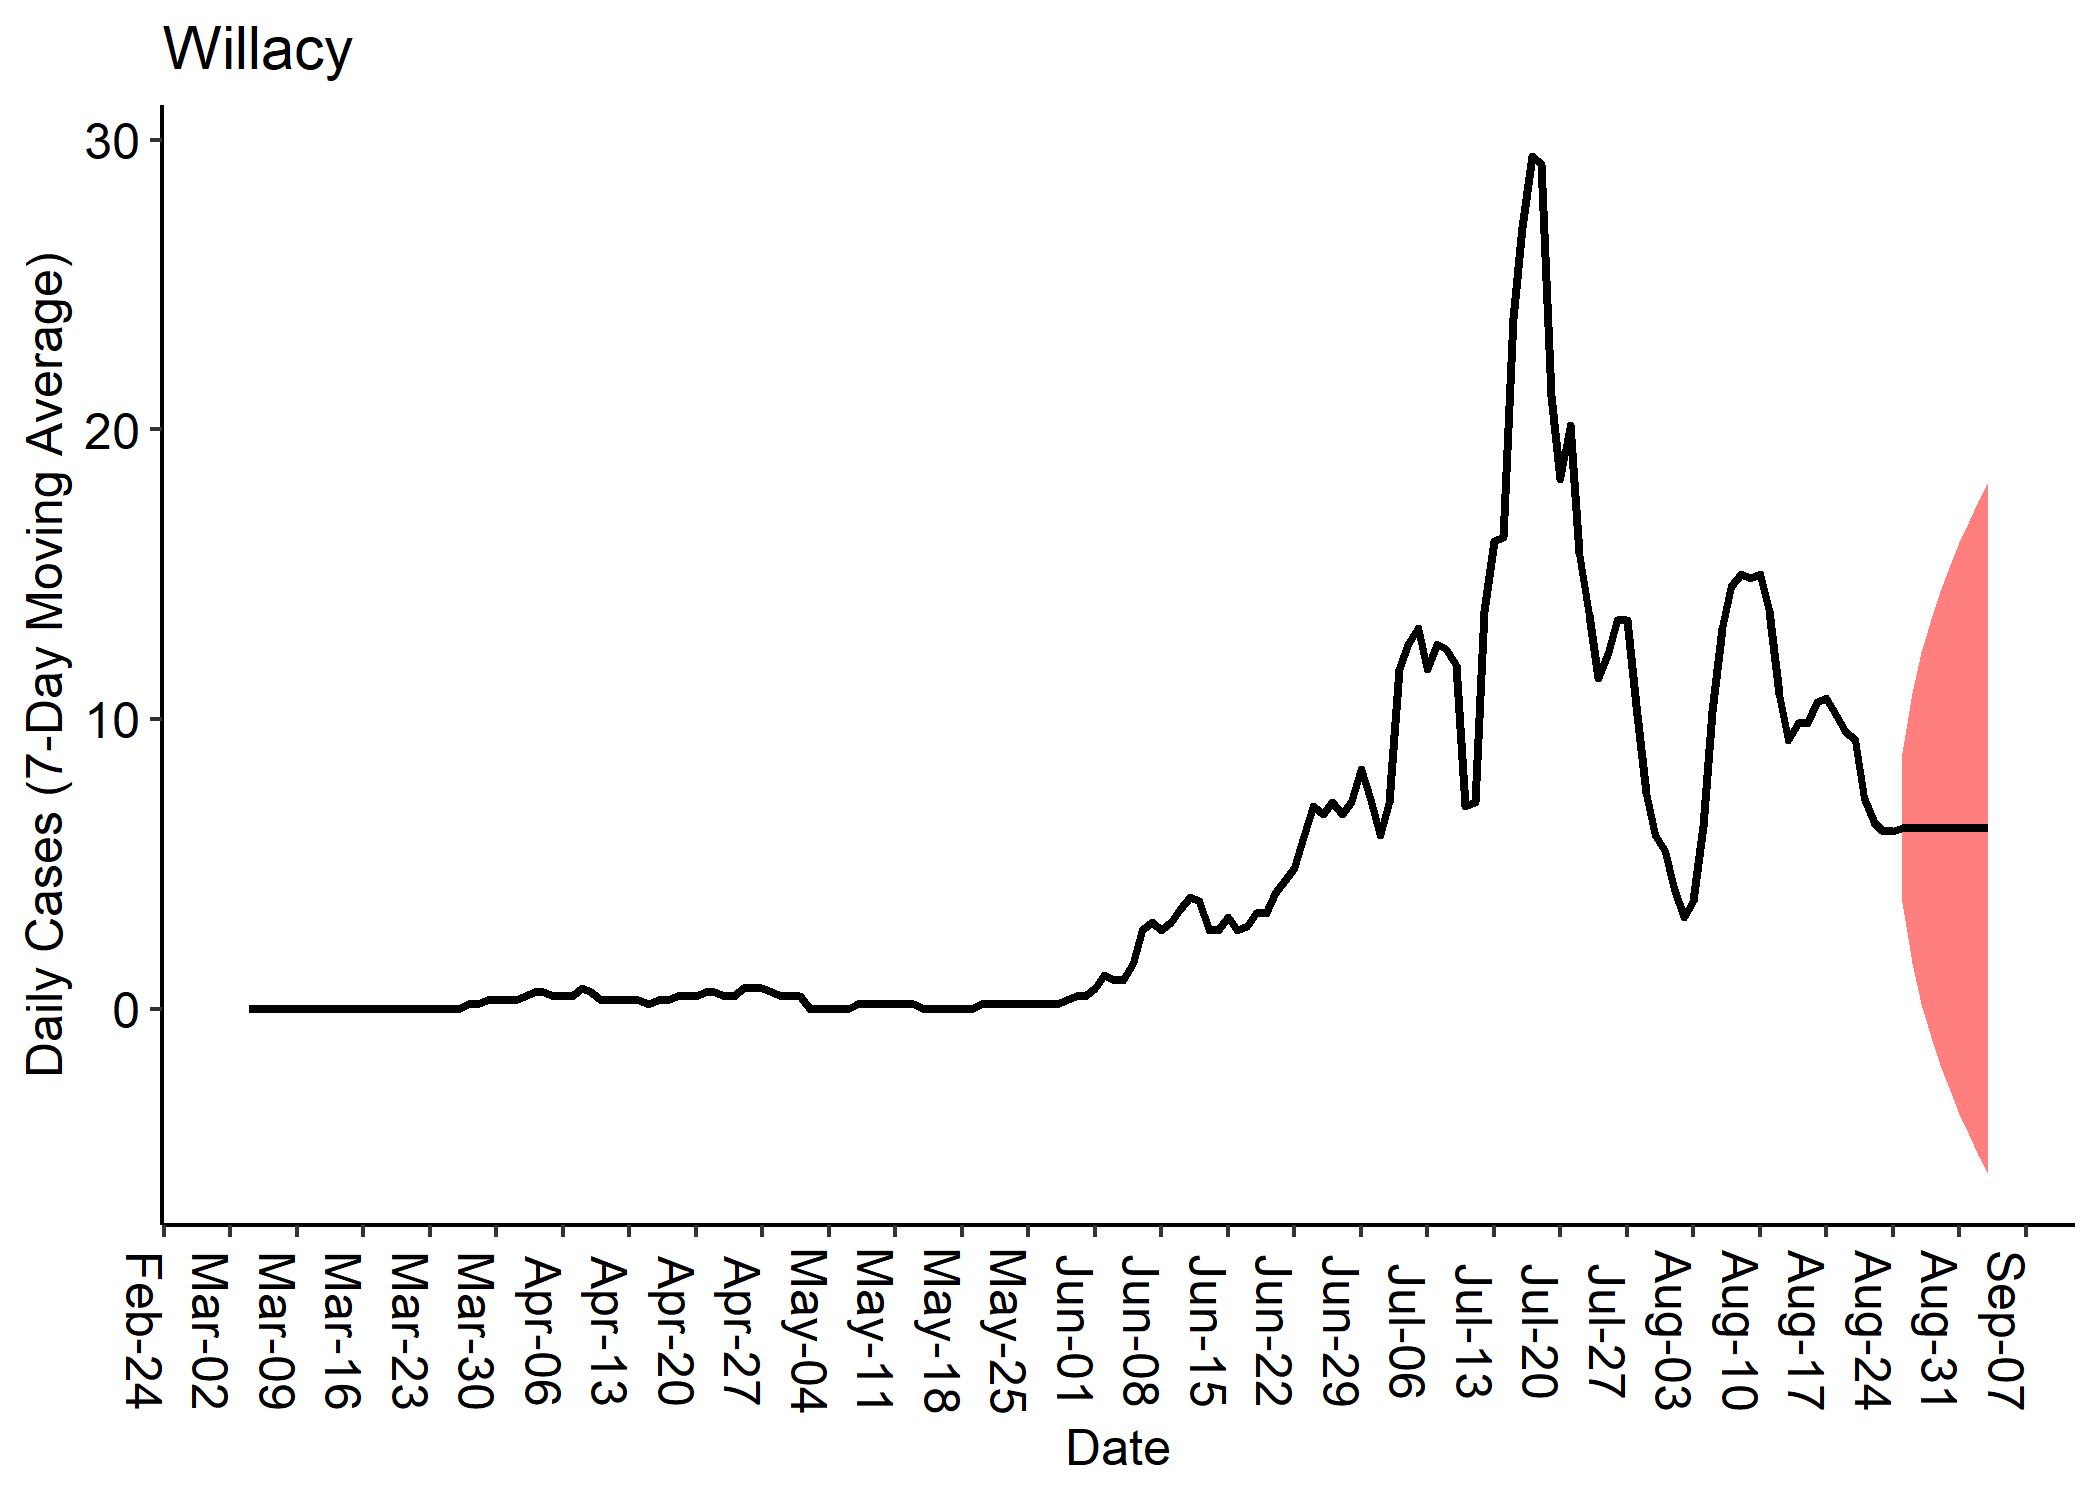 Willacy
Daily Cases (7-Day Moving Average)
30
20
10
0
Feb-24
Mar-02
Mar-09
Mar-16
Mar-23
Mar-30
Apr-06
Apr-13
Apr-20
Apr-27
May-04
May-11
May-18
May-25
Jun-01
Jun-08
Jun-15
Jun-22
Jun-29
Jul-06
Jul-13
Jul-20
Jul-27
Aug-03
Aug-10
Aug-17
Aug-24
Aug-31
Sep-07
Date